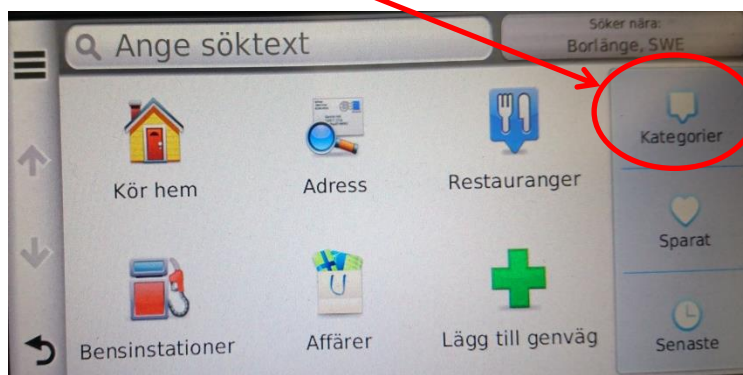 Ange söktext
Söker nära:
Borlänge, SWE
Kör hem
Adress
Restauranger
Kategorier
Bensinstationer
Affärer
Lägg till genväg
Sparat
Senaste